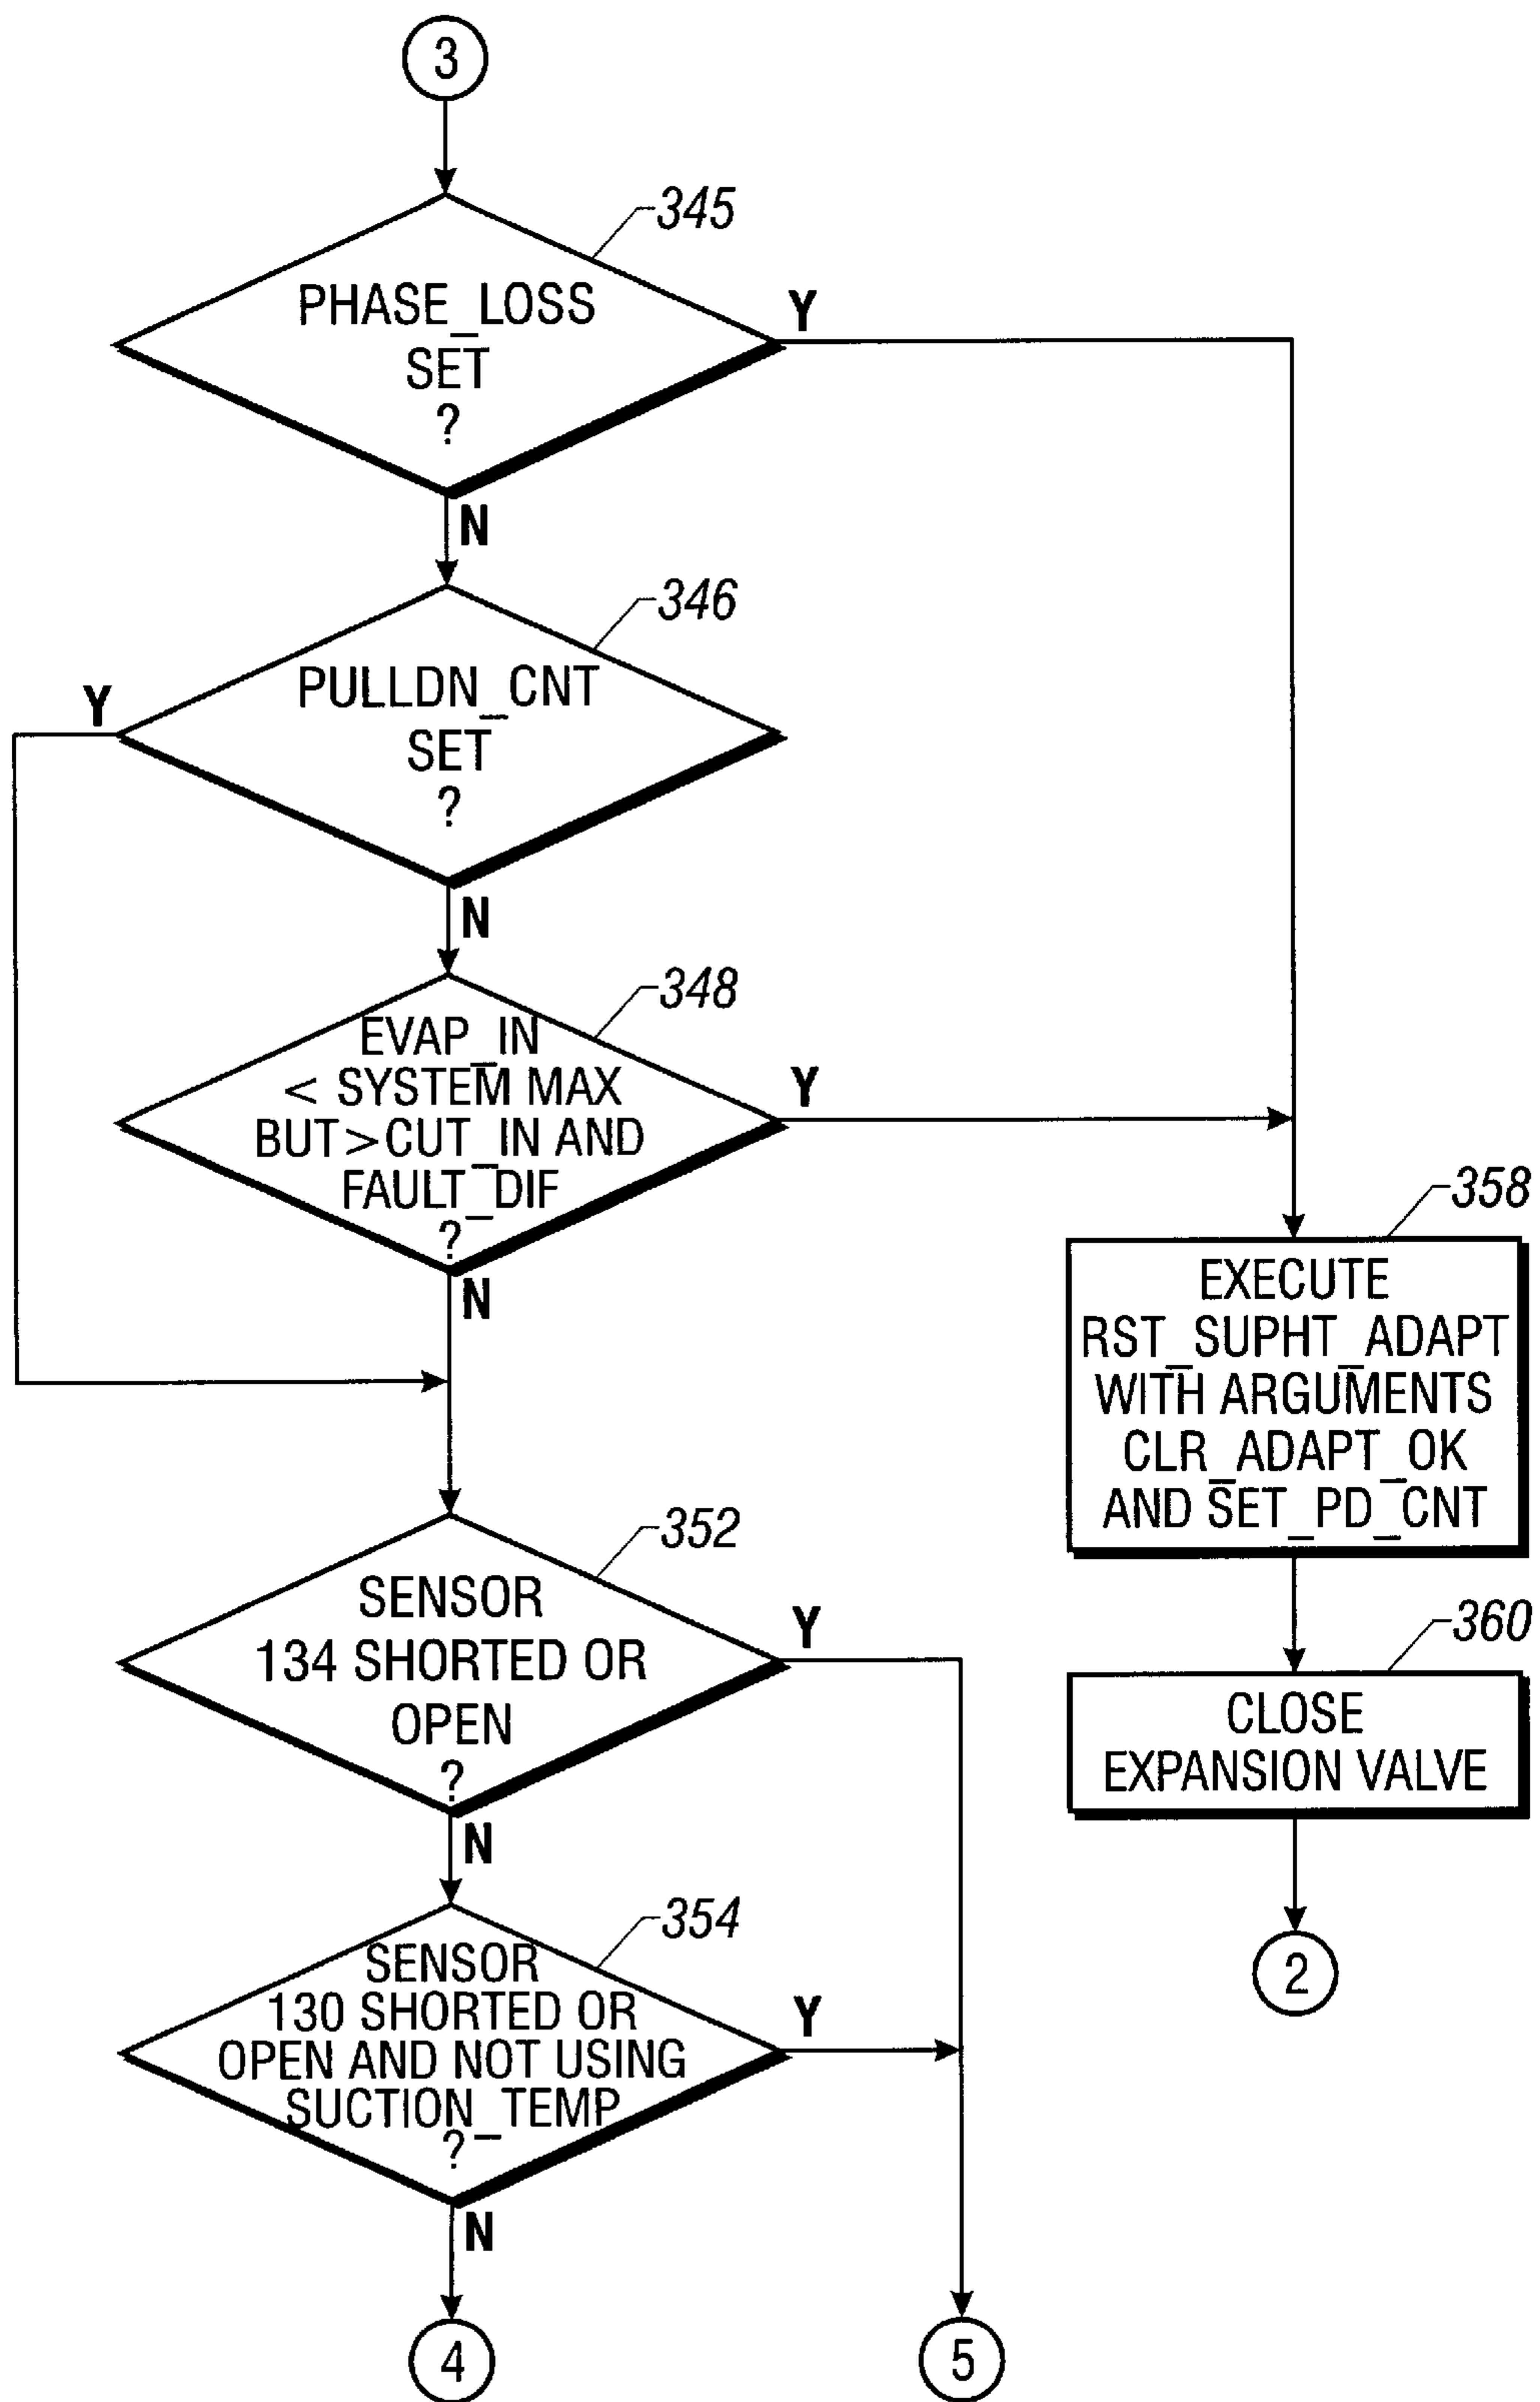 3
345
PHASE_LOSS
SET
?
Y
N
346
PULLDN_CNT
SET
?
Y
N
348
EVAP_IN
< SYSTEM MAX
BUT>CUT_IN AND
FAULT_DIF
?
Y
N
358
EXECUTE
RST_SUPHT_ADAPT
WITH ARGUMENTS
CLR_ADAPT_OK
AND SET_PD_CNT
352
SENSOR
134 SHORTED OR
OPEN
?
Y
N
360
CLOSE
EXPANSION VALVE
2
354
SENSOR
130 SHORTED OR
OPEN AND NOT USING
SUCTION_TEMP
?
Y
N
4
5